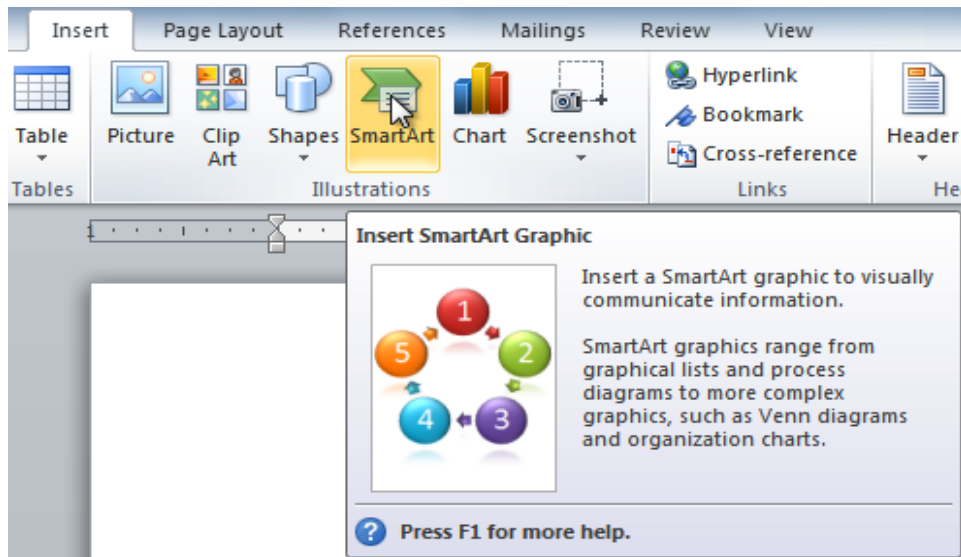 Insert Page Layout References Mailings Review View
Table Picture Clip Art Shapes SmartArt Chart Screenshot
Hyperlink
Bookmark
Cross-reference
Header
Tables Illustrations Links He
1
Insert SmartArt Graphic
1
5 2
4 3
Insert a SmartArt graphic to visually
communicate information.
SmartArt graphics range from
graphical lists and process
diagrams to more complex
graphics, such as Venn diagrams
and organization charts.
? Press F1 for more help.